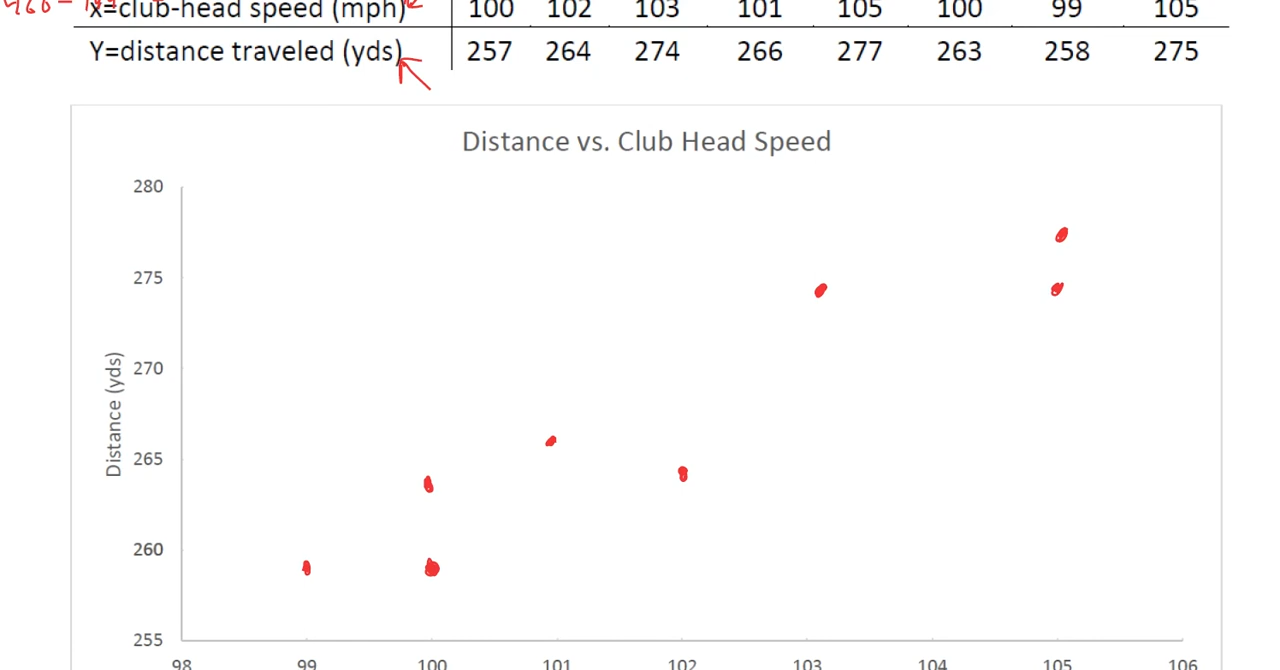 x=club-head speed (mph) 100 102 103 101 105 100 99 105
Y=distance traveled (yds) 257 264 274 266 277 263 258 275
Distance vs. Club Head Speed
280
275
270
265
260
255
Distance (yds)
98 99 100 101 102 103 104 105 106